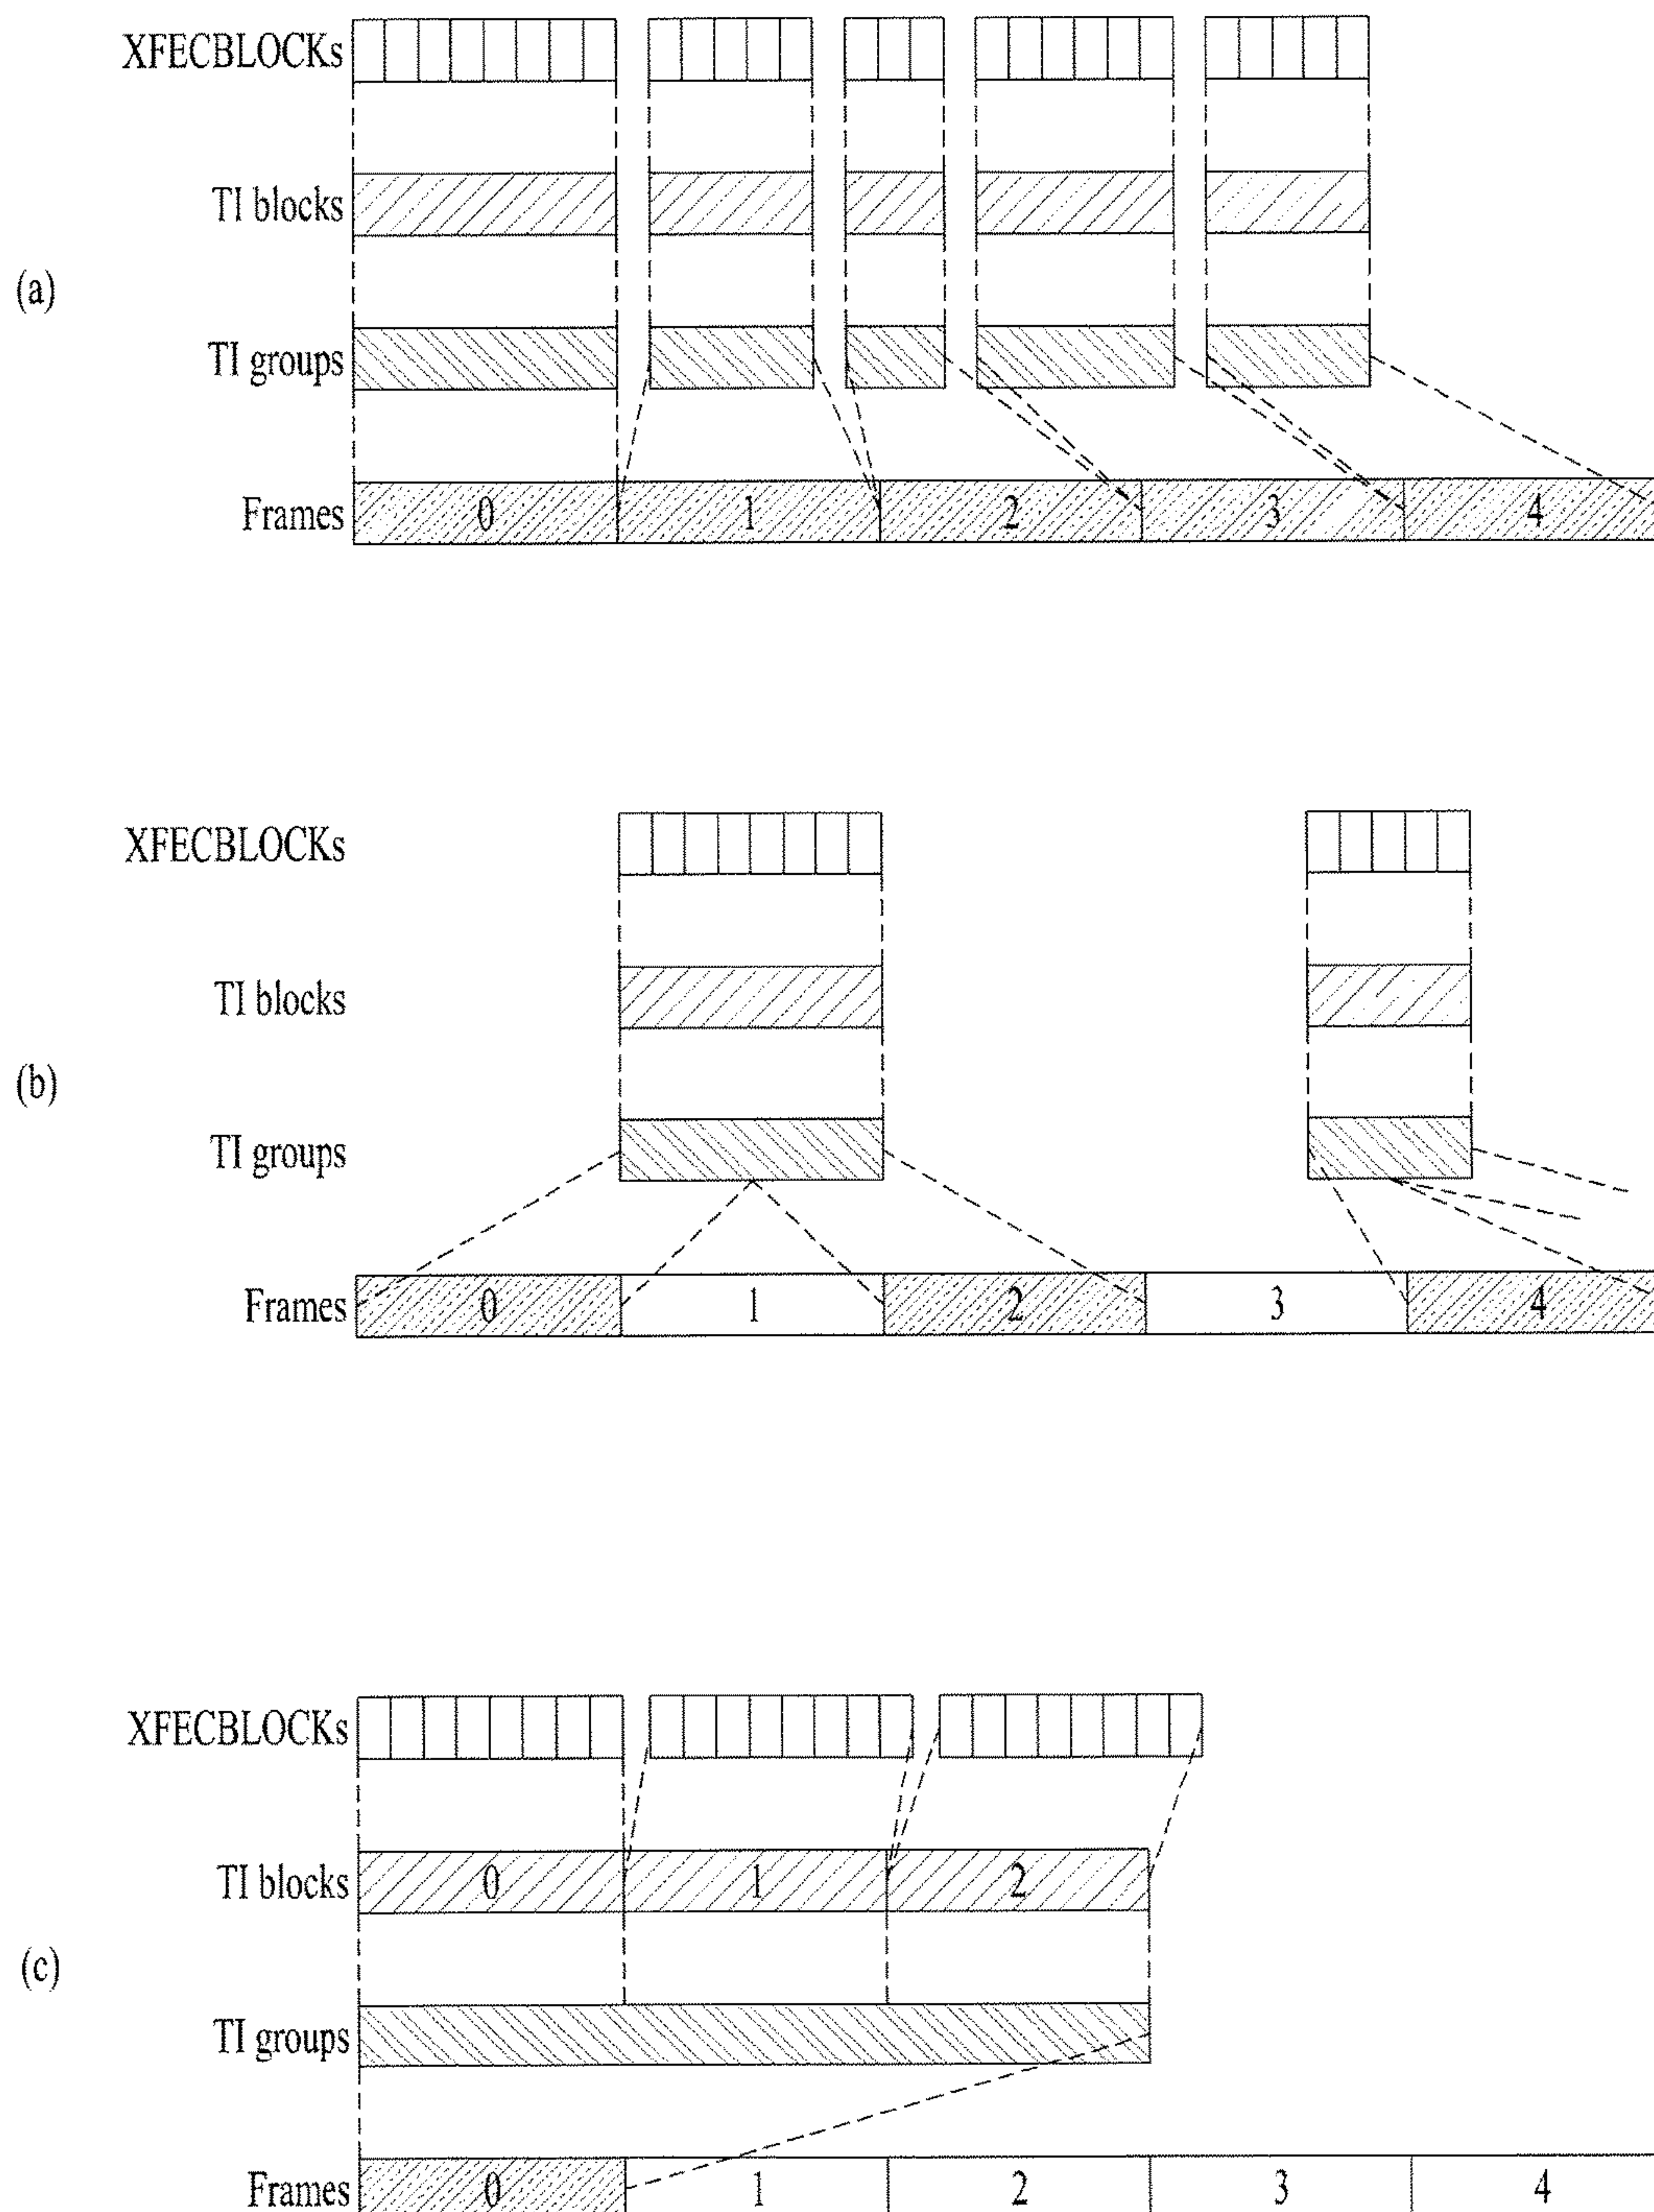 XFECBLOCKs
TI blocks
(a)
TI groups
Frames 0 1 2 3 4
XFECBLOCKs
TI blocks
(b)
TI groups
Frames 0 1 2 3 4
XFECBLOCKs
TI blocks 0 1 2
(c)
TI groups
Frames 0 1 2 3 4